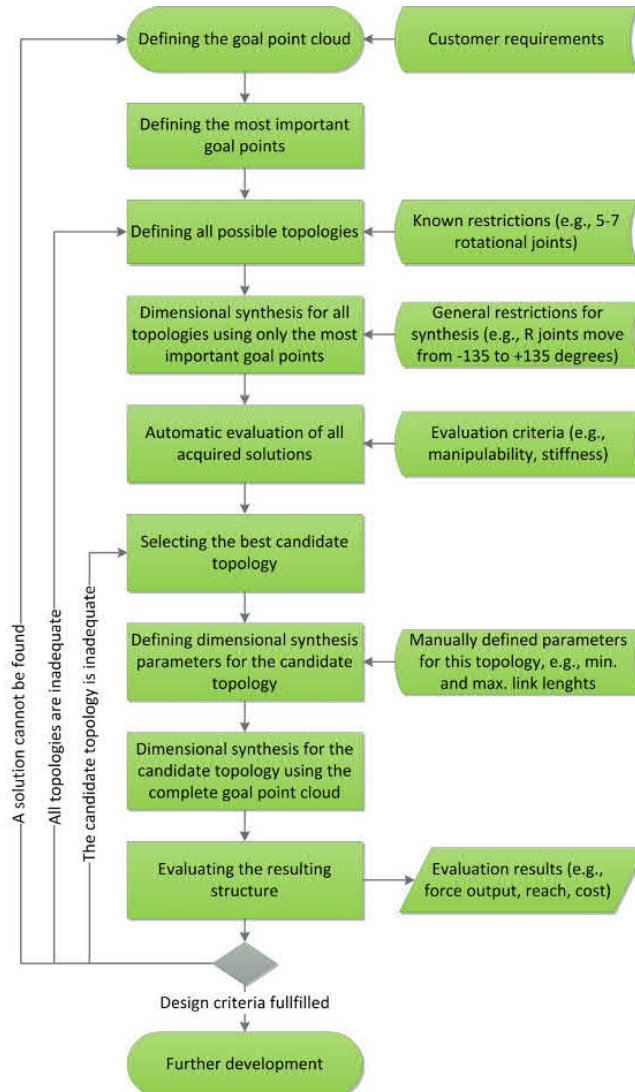 Defining the goal point cloud
Customer requirements
Defining the most important
goal points
Defining all possible topologies
Known restrictions (e.g., 5-7
rotational joints)
Dimensional synthesis for all
topologies using only the most
important goal points
General restrictions for
synthesis (e.g., R joints move
from -135 to +135 degrees)
Automatic evaluation of all
acquired solutions
Evaluation criteria (e.g.,
manipulability, stiffness)
Selecting the best candidate
topology
Defining dimensional synthesis
parameters for the candidate
topology
Manually defined parameters
for this topology, e.g., min.
and max. link lenghts
Dimensional synthesis for the
candidate topology using the
complete goal point cloud
Evaluating the resulting
structure
Evaluation results (e.g.,
force output, reach, cost)
A solution cannot be found
All topologies are inadequate
The candidate topology is inadequate
Design criteria fullfilled
Further development